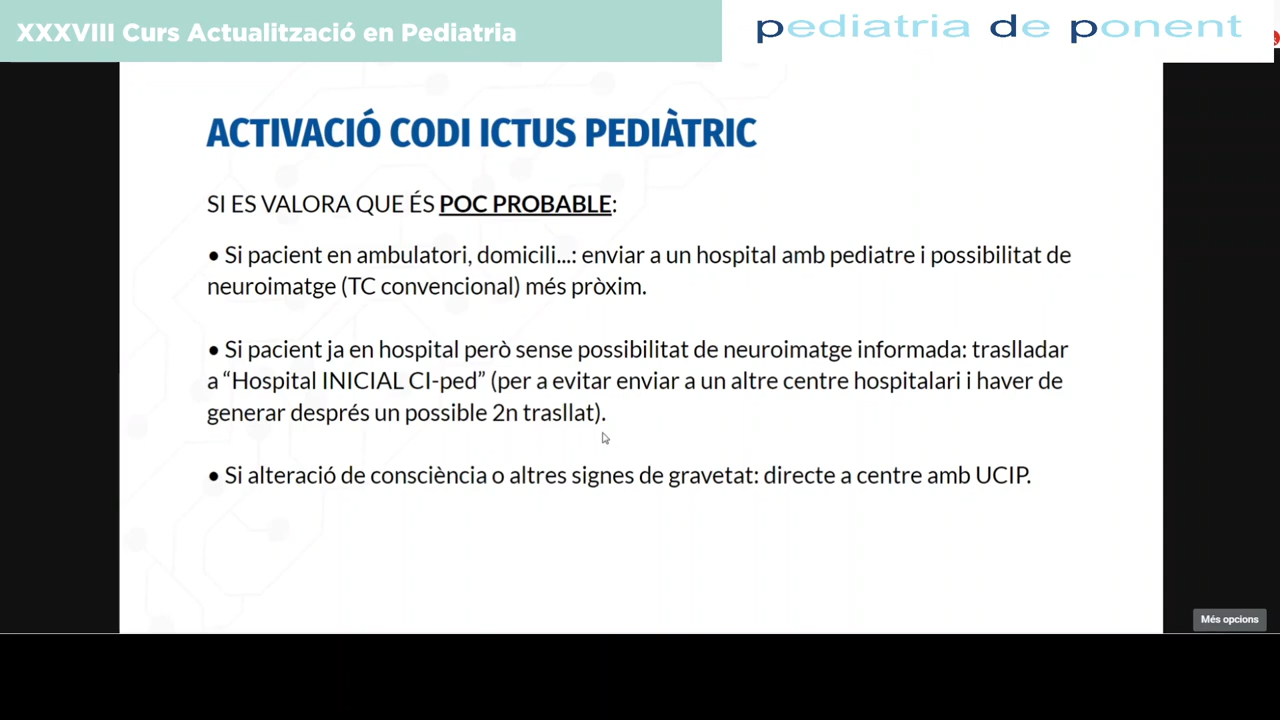 XXXVIII Curs Actualització en Pediatria
pediatria de ponent
ACTIVACIÓ CODI ICTUS PEDIÀTRIC
SI ES VALORA QUE ÉS POC PROBABLE:
• Si pacient en ambulatori, domicili...: enviar a un hospital amb pediatre i possibilitat de
neuroimatge (TC convencional) més pròxim.
• Si pacient ja en hospital però sense possibilitat de neuroimatge informada: traslladar
a “Hospital INICIAL CI-ped” (per a evitar enviar a un altre centre hospitalari i haver de
generar després un possible 2n trasllat).
• Si alteració de consciència o altres signes de gravetat: directe a centre amb UCIP.
Més opcions